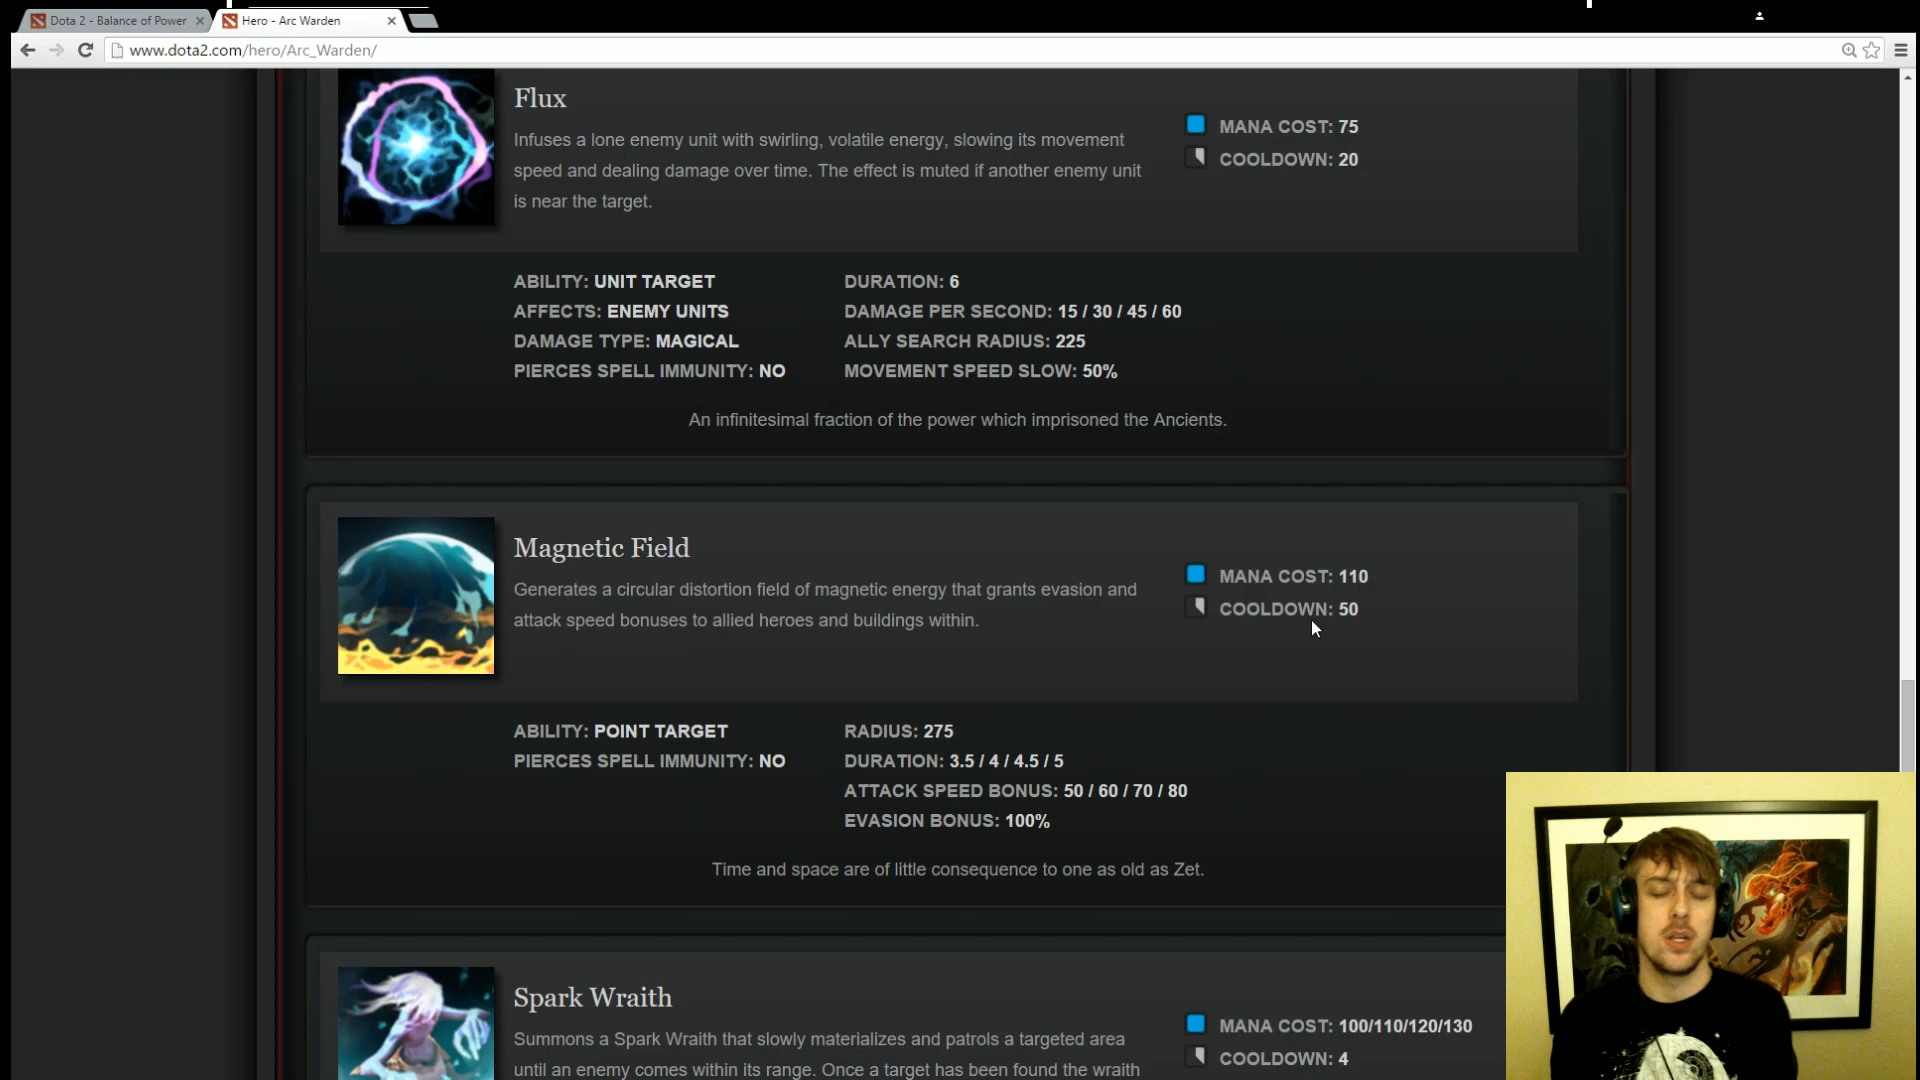 Dota 2 - Balance of Power
Hero - Arc Warden
www.dota2.com/hero/Arc_Warden/
Flux
Infuses a lone enemy unit with swirling, volatile energy, slowing its movement
speed and dealing damage over time. The effect is muted if another enemy unit
is near the target.
MANA COST: 75
COOLDOWN: 20
ABILITY: UNIT TARGET
AFFECTS: ENEMY UNITS
DAMAGE TYPE: MAGICAL
PIERCES SPELL IMMUNITY: NO
DURATION: 6
DAMAGE PER SECOND: 15 / 30 / 45 / 60
ALLY SEARCH RADIUS: 225
MOVEMENT SPEED SLOW: 50%
An infinitesimal fraction of the power which imprisoned the Ancients.
Magnetic Field
Generates a circular distortion field of magnetic energy that grants evasion and
attack speed bonuses to allied heroes and buildings within.
MANA COST: 110
COOLDOWN: 50
ABILITY: POINT TARGET
PIERCES SPELL IMMUNITY: NO
RADIUS: 275
DURATION: 3.5 / 4 / 4.5 / 5
ATTACK SPEED BONUS: 50 / 60 / 70 / 80
EVASION BONUS: 100%
Time and space are of little consequence to one as old as Zet.
Spark Wraith
Summons a Spark Wraith that slowly materializes and patrols a targeted area
until an enemy comes within its range. Once a target has been found the wraith
MANA COST: 100/110/120/130
COOLDOWN: 4